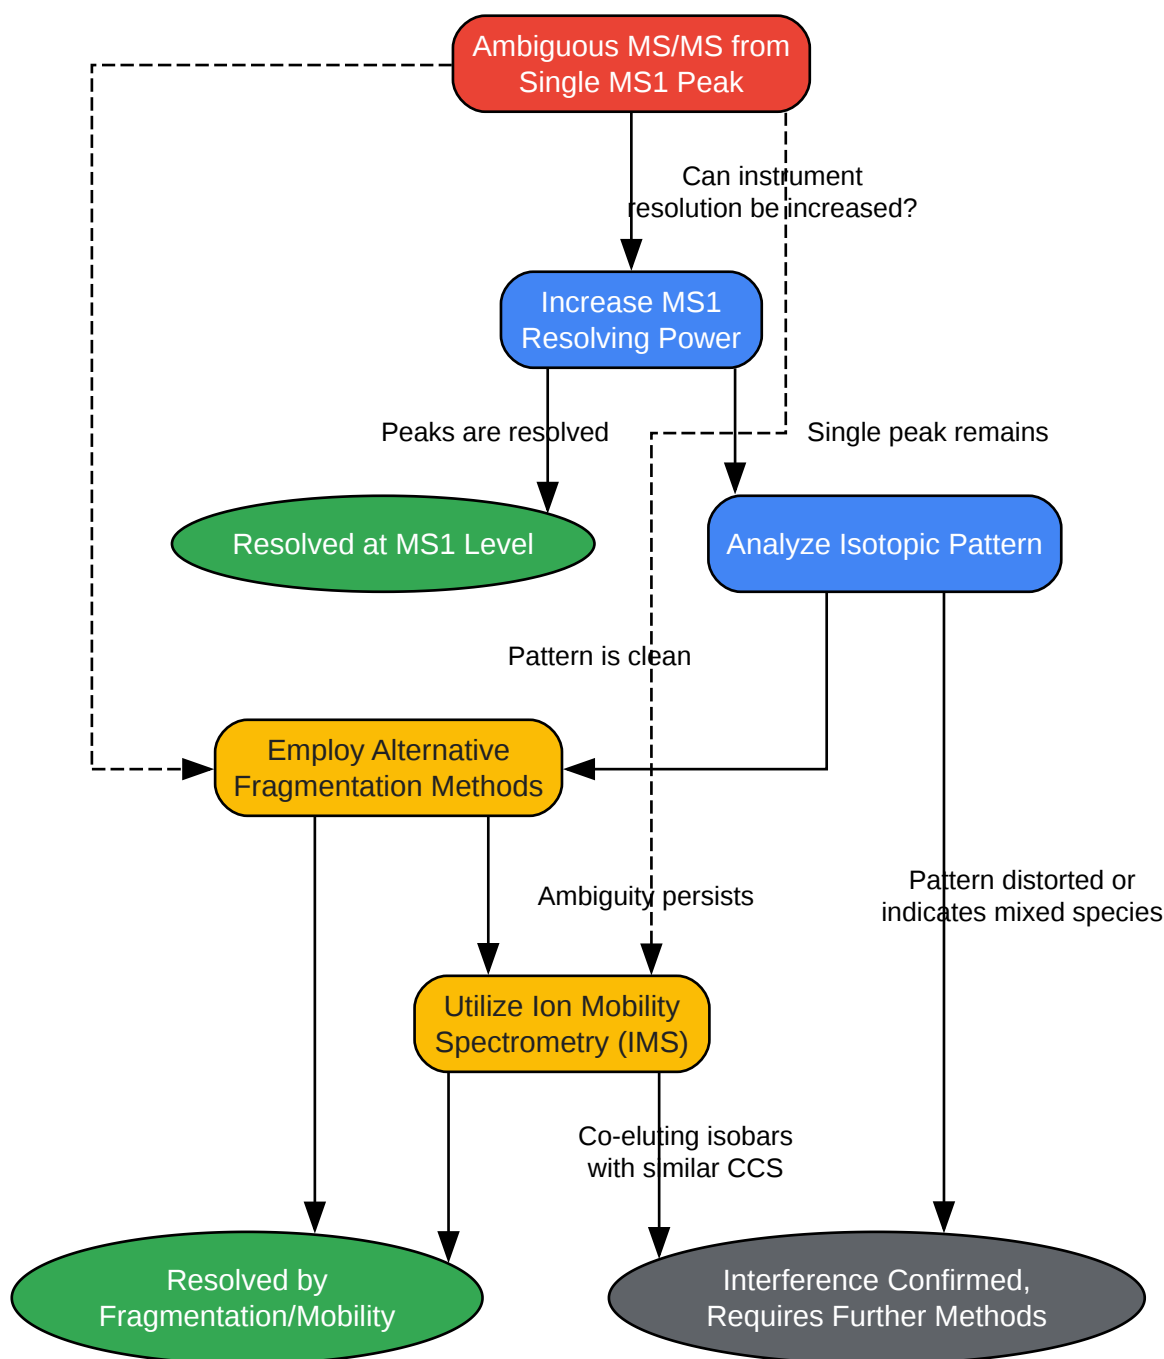 Ambiguous MS/MS from
Single MS1 Peak
Can instrument
resolution be increased?
Increase MS1
Resolving Power
Peaks are resolved
Single peak remains
Resolved at MS1 Level
Analyze Isotopic Pattern
Pattern is clean
Employ Alternative
Fragmentation Methods
Ambiguity persists
Pattern distorted or
indicates mixed species
Utilize Ion Mobility
Spectrometry (IMS)
Co-eluting isobars
with similar CCS
Resolved by
Fragmentation/Mobility
Interference Confirmed,
Requires Further Methods